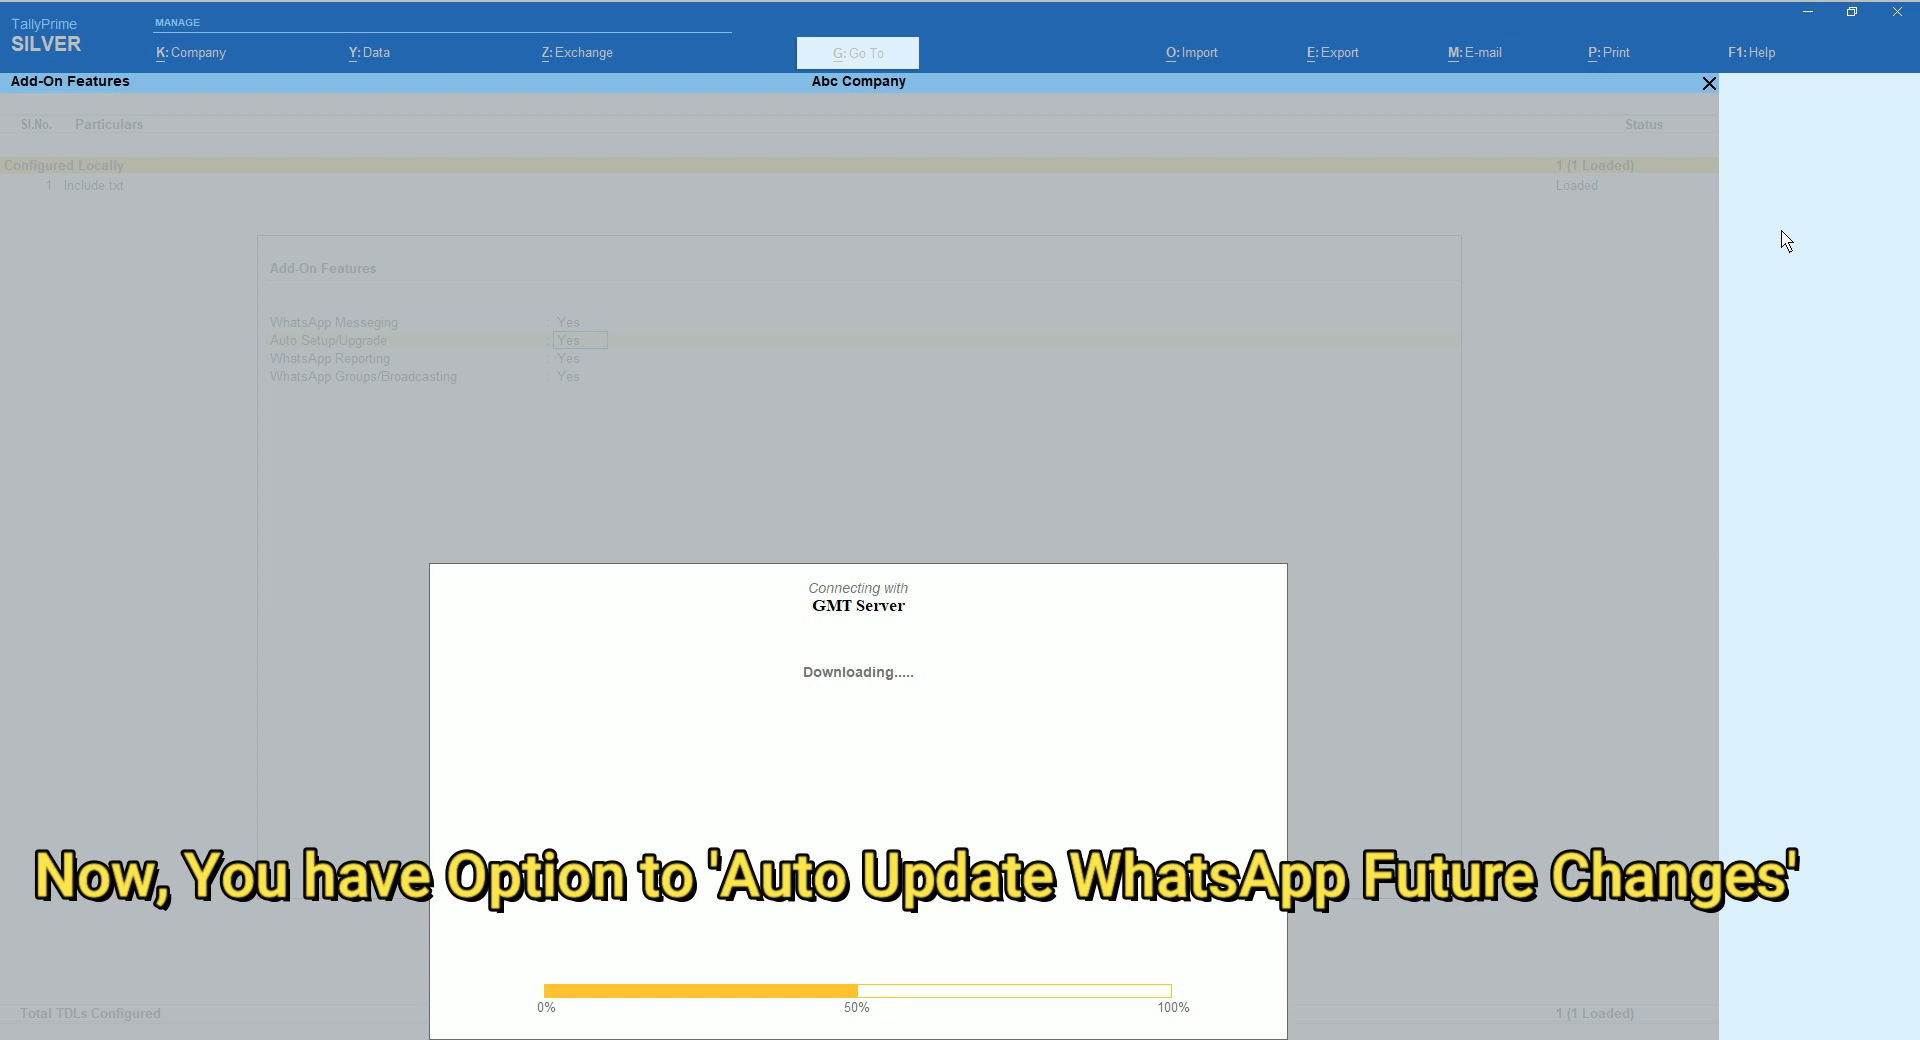 TallyPrime
SILVER
MANAGE
K: Company
Y: Data
Z: Exchange
G: Go To
O: Import
E: Export
M: E-mail
P: Print
F1: Help
Add-On Features
Abc Company
Sl.No. Particulars Status
Configured Locally 1 (1 Loaded)
1 Include.txt Loaded
Add-On Features
WhatsApp Messeging : Yes
Auto Setup/Upgrade : Yes
WhatsApp Reporting : Yes
WhatsApp Groups/Broadcasting : Yes
Connecting with
GMT Server
Downloading.....
Now, You have Option to 'Auto Update WhatsApp Future Changes'
0% 50% 100%
Total TDLs Configured 1 (1 Loaded)